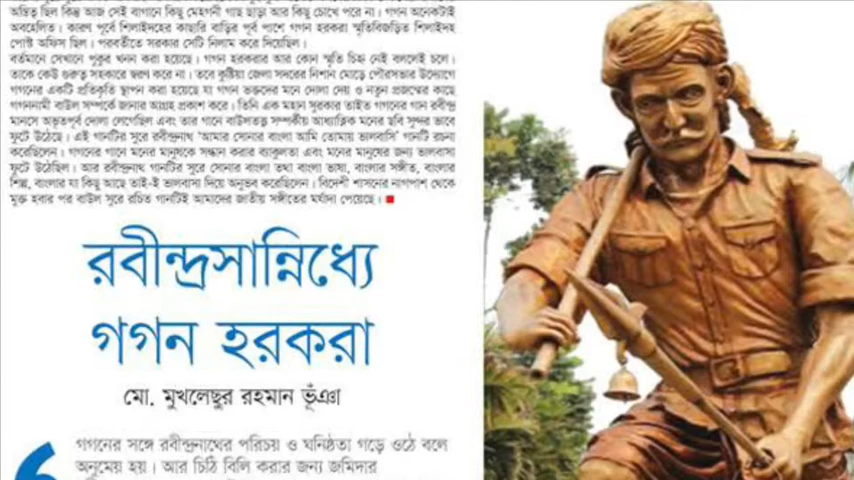 অস্তিত্ব ছিল কিন্তু আজ সেই বাগানে কিছু মেহগনী গাছ ছাড়া আর কিছু চোখে পরে না। গগন অনেকটাই
অবহেলিত। কারণ পূর্বে শিলাইদহের কাছারি বাড়ির পূর্ব পাশে গগন হরকরা স্মৃতিবিজড়িত শিলাইদহ
পোস্ট অফিস ছিল। পরবর্তীতে সরকার সেটি নিলাম করে দিয়েছিল।
বর্তমানে সেখানে পুকুর খনন করা হয়েছে। গগন হরকরার আর কোন স্মৃতি চিহ্ন নেই বললেই চলে।
তাকে কেউ গুরুত্ব সহকারে স্মরণ করে না। তবে কুষ্টিয়া জেলা সদরের নিশান মোড়ে পৌরসভার উদ্যোগে
গগনের একটি প্রতিকৃতি স্থাপন করা হয়েছে যা গগন ভক্তদের মনে দোলা দেয় ও নতুন প্রজন্মের কাছে
গগননামী বাউল সম্পর্কে জানার আগ্রহ প্রকাশ করে। তিনি এক মহান সুরকার তাইত গগনের গান রবীন্দ্র
মানসে অভূতপূর্ব দোলা লেগেছিল এবং তার গানে বাউলতত্ত্ব সম্পর্কীয় আধ্যাত্মিক মনের ছবি সুন্দর ভাবে
ফুটে উঠেছে। এই গানটির সুরে রবীন্দ্রনাথ 'আমার সোনার বাংলা আমি তোমায় ভালবাসি' গানটি রচনা
করেছিলেন। গগনের গানে মনের মানুষকে সন্ধান করার ব্যাকুলতা এবং মনের মানুষের জন্য ভালবাসা
ফুটে উঠছিল। আর রবীন্দ্রনাথ গানটির সুরে সোনার বাংলা তথা বাংলা ভাষা, বাংলার সঙ্গীত, বাংলার
শিল্প, বাংলার যা কিছু আছে তাই-ই ভালবাসা দিয়ে অনুভব করেছিলেন। বিদেশী শাসনের নাগপাশ থেকে
মুক্ত হবার পর বাউল সুরে রচিত গানটিই আমাদের জাতীয় সঙ্গীতের মর্যাদা পেয়েছে।
রবীন্দ্রসান্নিধ্যে
গগন হরকরা
মো. মুখলেছুর রহমান ভূঁঞা
গগনের সঙ্গে রবীন্দ্রনাথের পরিচয় ও ঘনিষ্ঠতা গড়ে ওঠে বলে
অনুমেয় হয়। আর চিঠি বিলি করার জন্য জমিদার